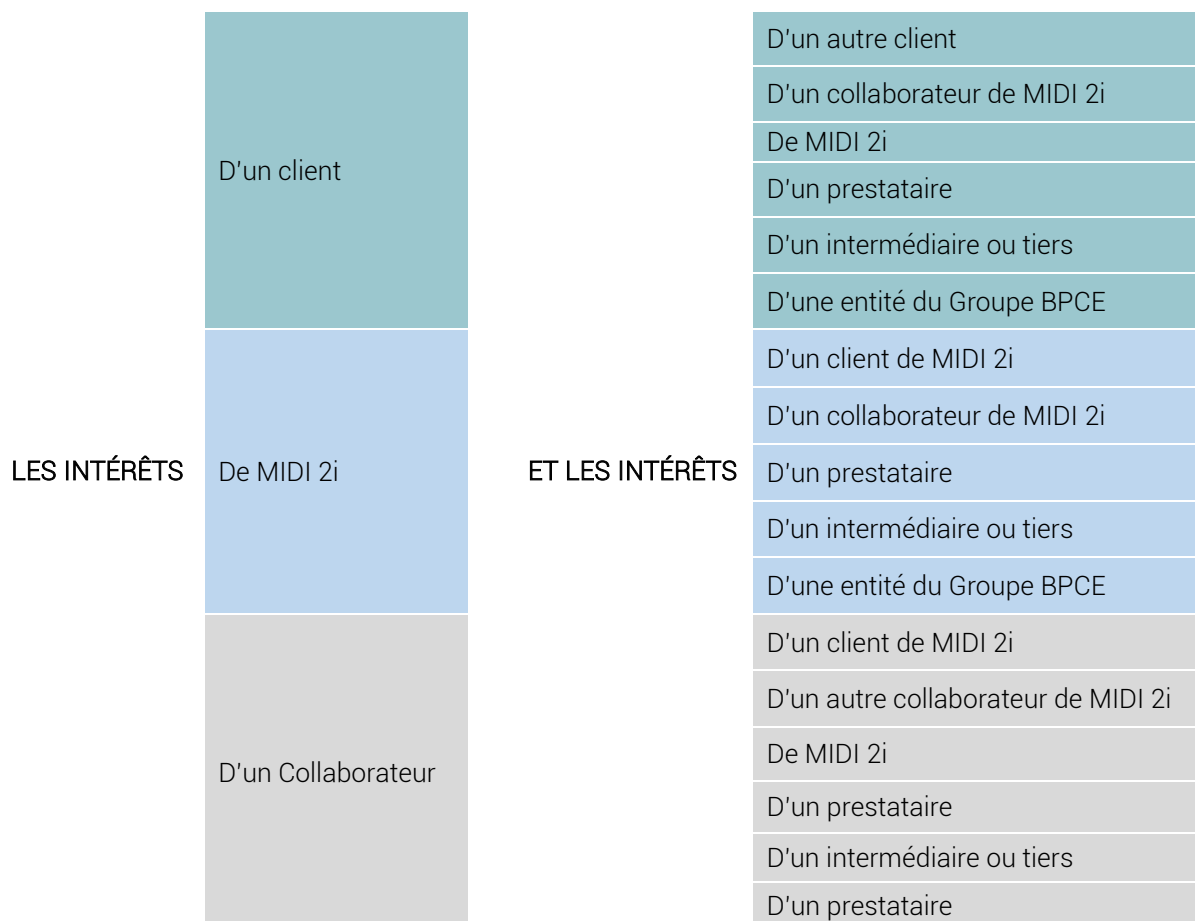 LES INTÉRÊTS
D'un client
ET LES INTÉRÊTS
D'un autre client
D'un collaborateur de MIDI 2i
De MIDI 2i
D'un prestataire
D'un intermédiaire ou tiers
D'une entité du Groupe BPCE
De MIDI 2i
D'un client de MIDI 2i
D'un collaborateur de MIDI 2i
D'un prestataire
D'un intermédiaire ou tiers
D'une entité du Groupe BPCE
D'un Collaborateur
D'un client de MIDI 2i
D'un autre collaborateur de MIDI 2i
De MIDI 2i
D'un prestataire
D'un intermédiaire ou tiers
D'un prestataire